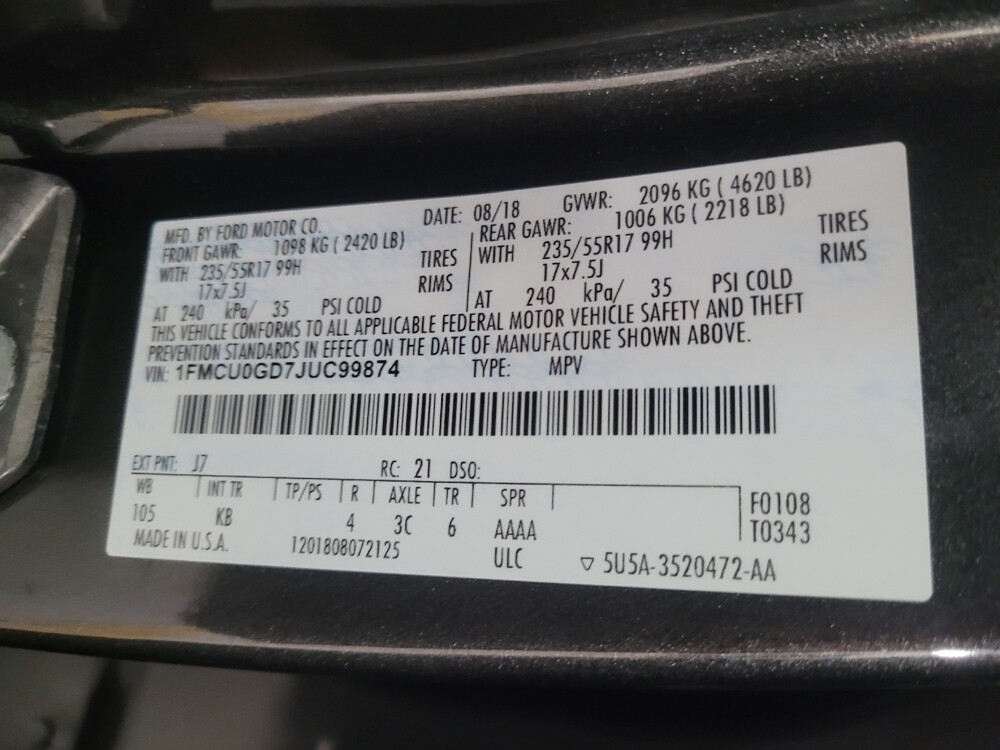 MFD. BY FORD MOTOR CO. DATE: 08/18 GVWR: 2096 KG ( 4620 LB)
FRONT GAWR: 1098 KG ( 2420 LB) REAR GAWR: 1006 KG ( 2218 LB)
WITH 235/55R17 99H TIRES WITH 235/55R17 99H TIRES
17x7.5J RIMS 17x7.5J RIMS
AT 240 kPa/ 35 PSI COLD AT 240 kPa/ 35 PSI COLD
THIS VEHICLE CONFORMS TO ALL APPLICABLE FEDERAL MOTOR VEHICLE SAFETY AND THEFT
PREVENTION STANDARDS IN EFFECT ON THE DATE OF MANUFACTURE SHOWN ABOVE.
VIN: 1FMCU0GD7JUC99874 TYPE: MPV
EXT PNT: J7 RC: 21 DSO:
WB INT TR TP/PS R AXLE TR SPR F0108
105 KB 4 3C 6 AAAA T0343
MADE IN U.S.A. 1201808072125 ULC ▽ 5U5A-3520472-AA